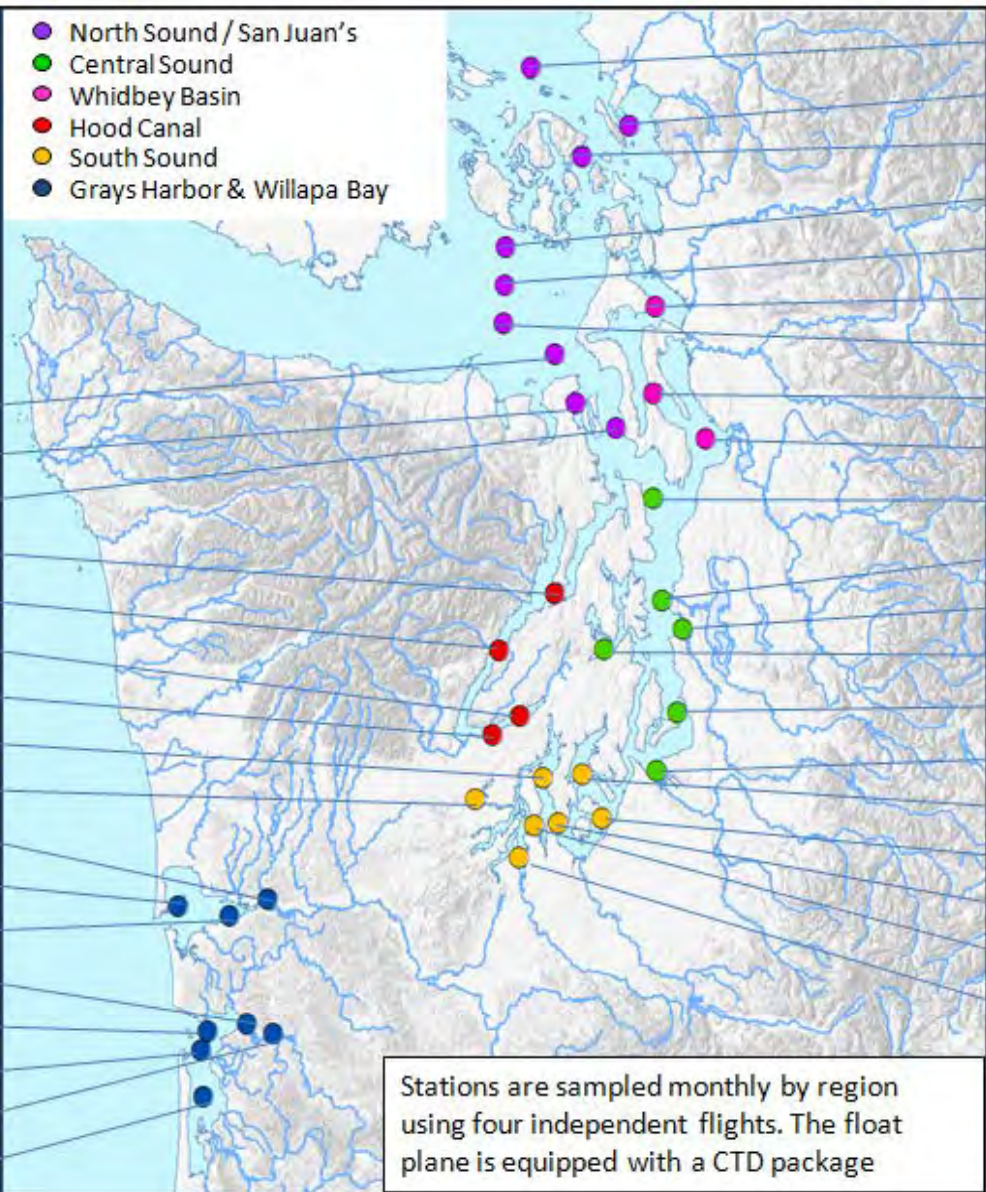 North Sound / San Juan's
Central Sound
Whidbey Basin
Hood Canal
South Sound
Grays Harbor & Willapa Bay
Stations are sampled monthly by region
using four independent flights. The float
plane is equipped with a CTD package